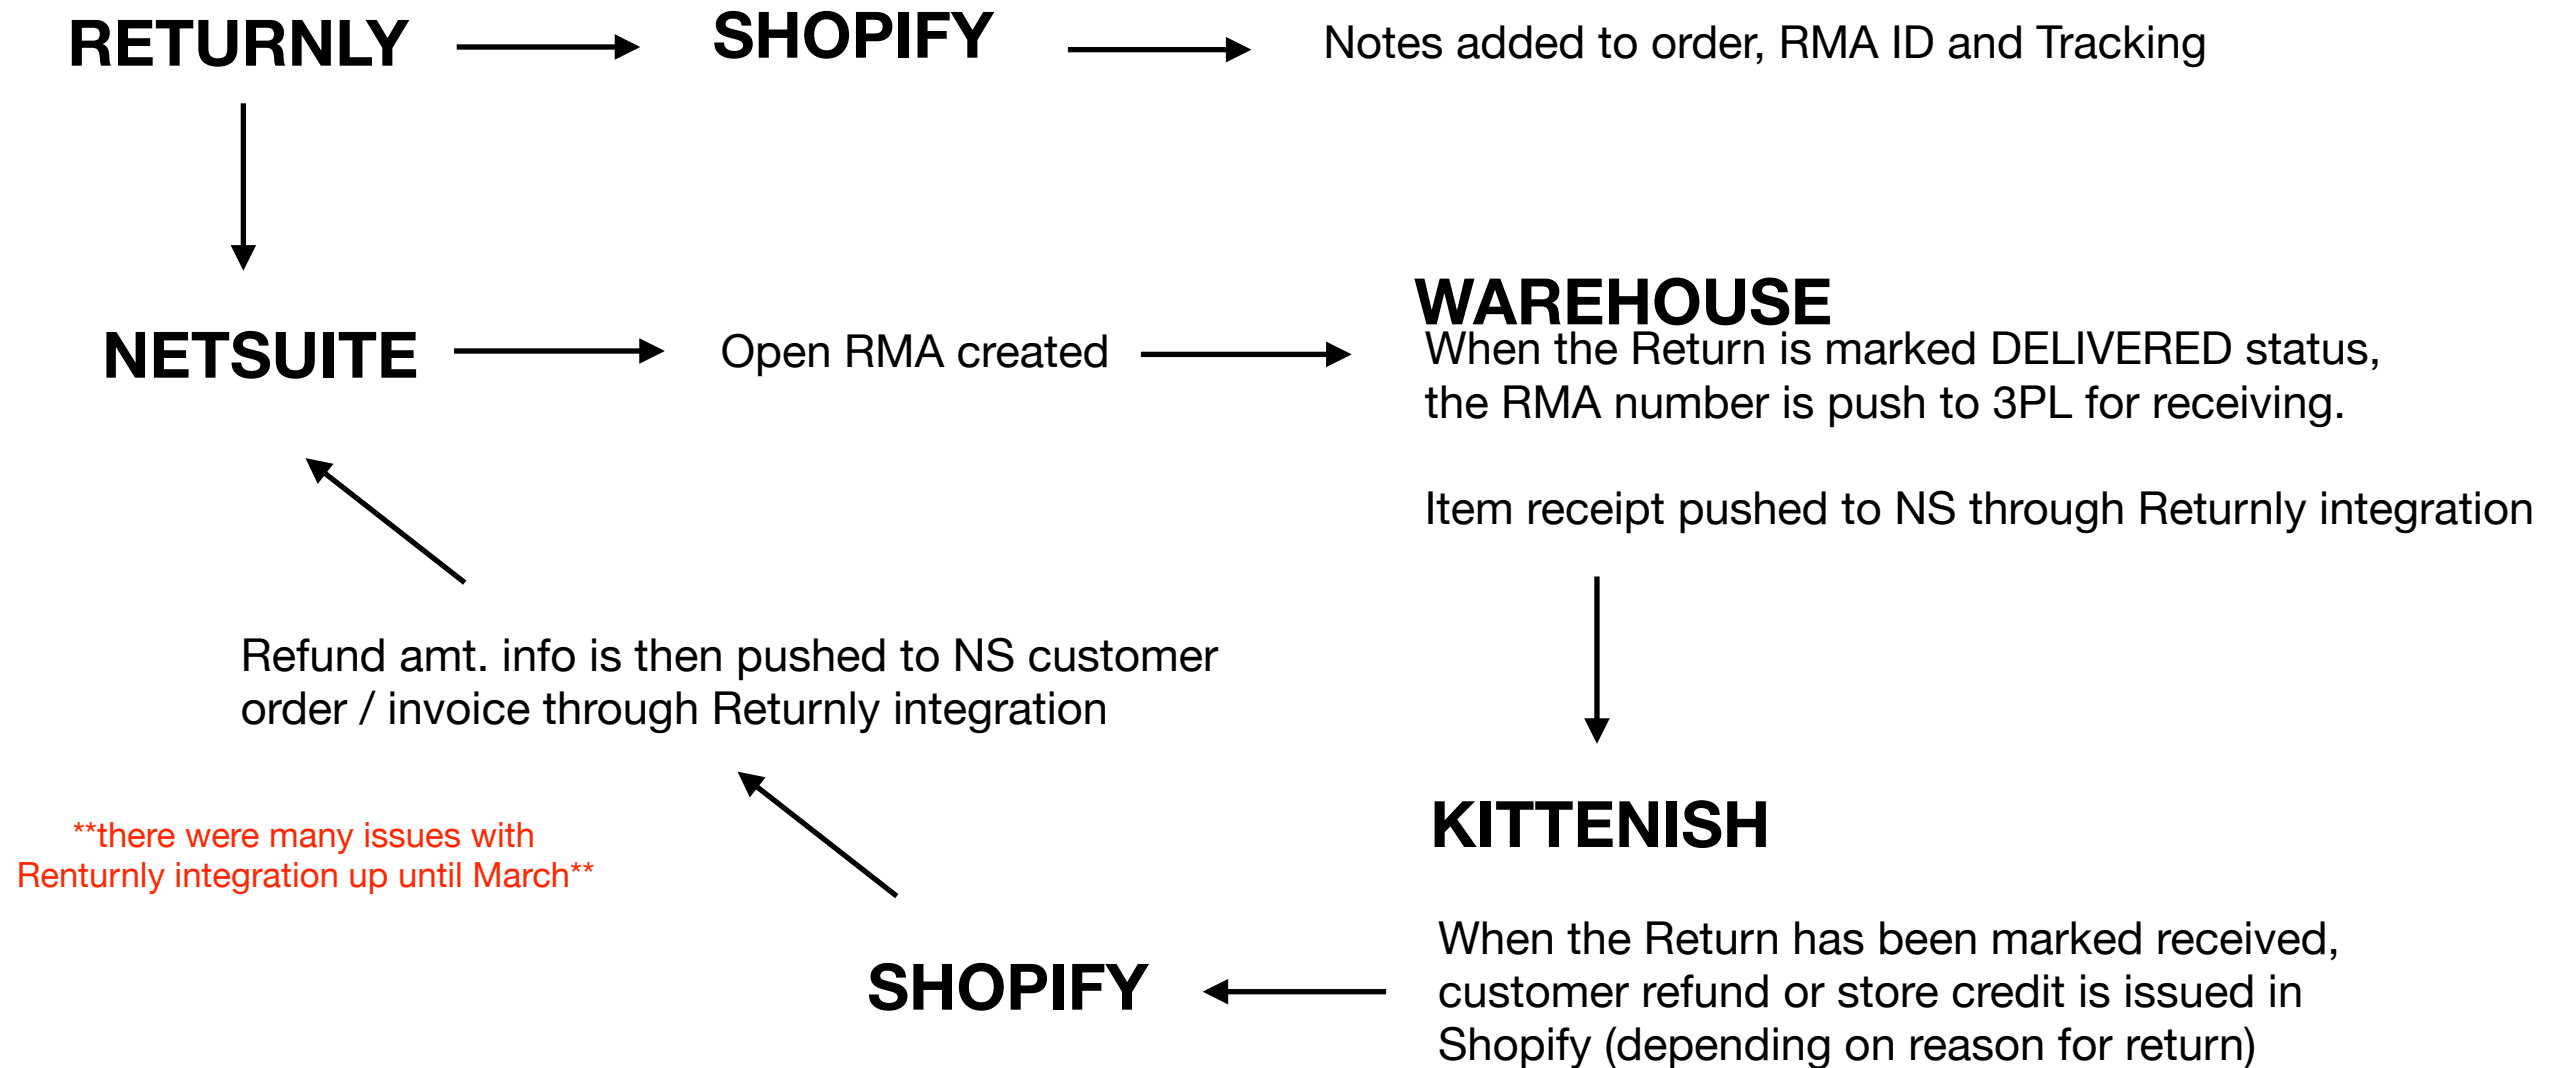 RETURNLY
SHOPIFY
Notes added to order, RMA ID and Tracking
NETSUITE
Open RMA created
WAREHOUSE
When the Return is marked DELIVERED status,
the RMA number is push to 3PL for receiving.
Item receipt pushed to NS through Returnly integration
Refund amt. info is then pushed to NS customer
order / invoice through Returnly integration
**there were many issues with
Renturnly integration up until March**
KITTENISH
When the Return has been marked received,
customer refund or store credit is issued in
Shopify (depending on reason for return)
SHOPIFY